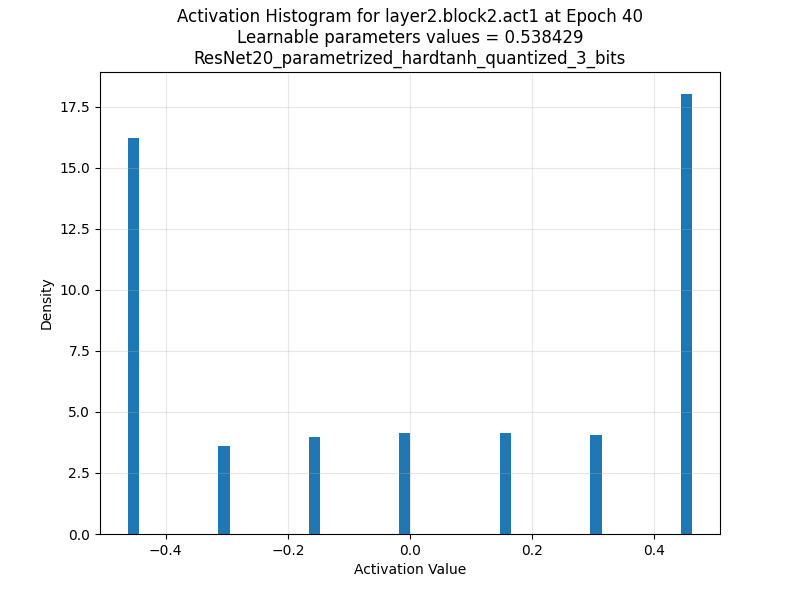 Activation Histogram for layer2.block2.act1 at Epoch 40
Learnable parameters values = 0.538429
ResNet20_parametrized_hardtanh_quantized_3_bits
17.5
15.0
12.5
10.0
7.5
5.0
2.5
0.0
Density
−0.4 −0.2 0.0 0.2 0.4
Activation Value